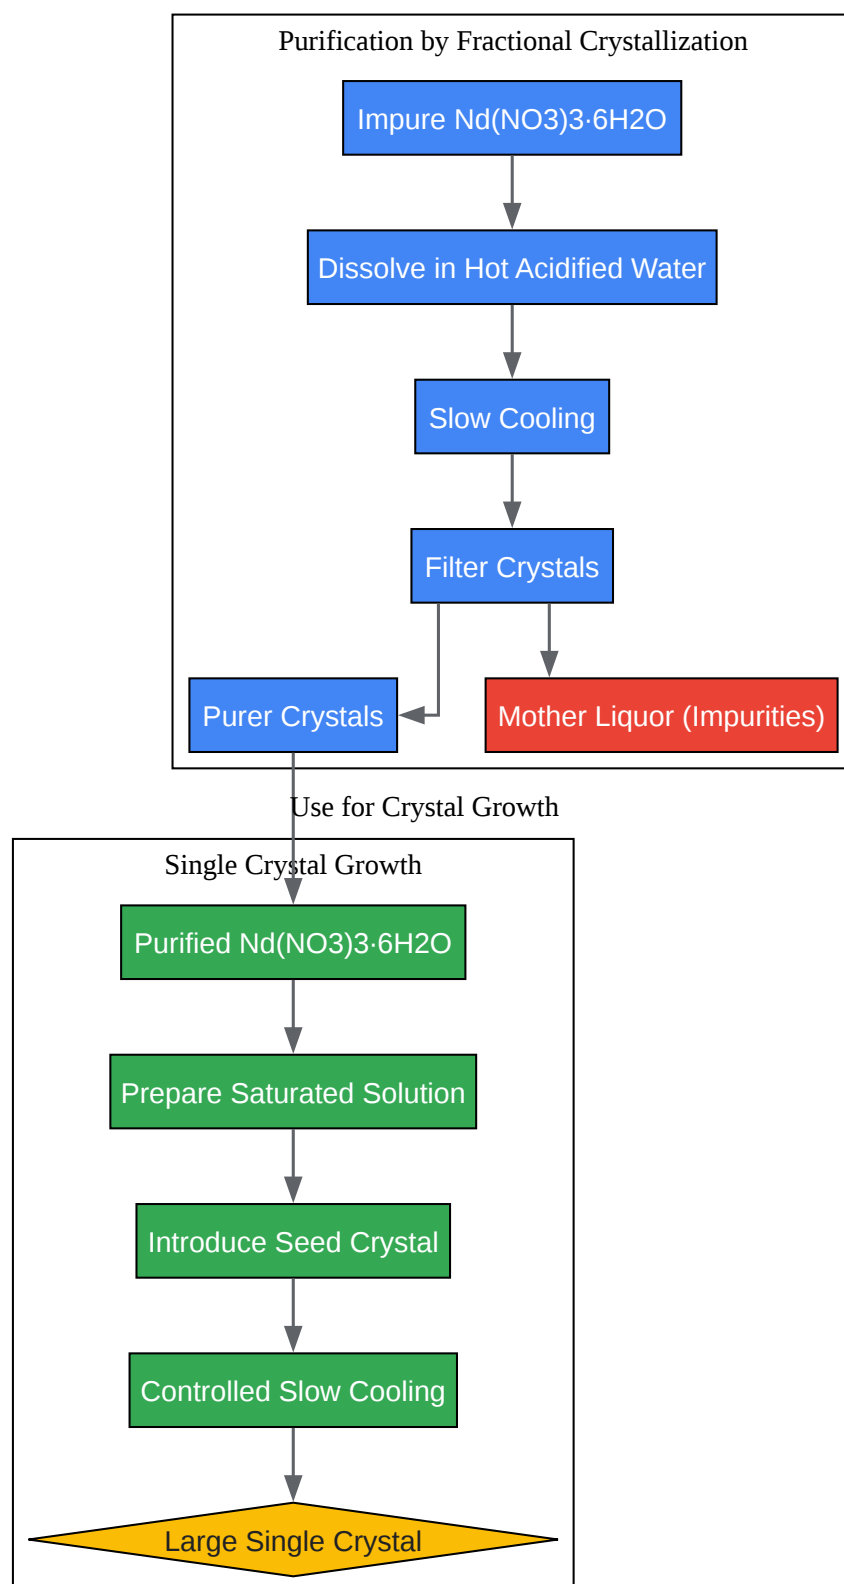 Purification by Fractional Crystallization
Impure Nd(NO3)3·6H2O
Dissolve in Hot Acidified Water
Slow Cooling
Filter Crystals
Purer Crystals
Mother Liquor (Impurities)
Use for Crystal Growth
Single Crystal Growth
Purified Nd(NO3)3·6H2O
Prepare Saturated Solution
Introduce Seed Crystal
Controlled Slow Cooling
Large Single Crystal